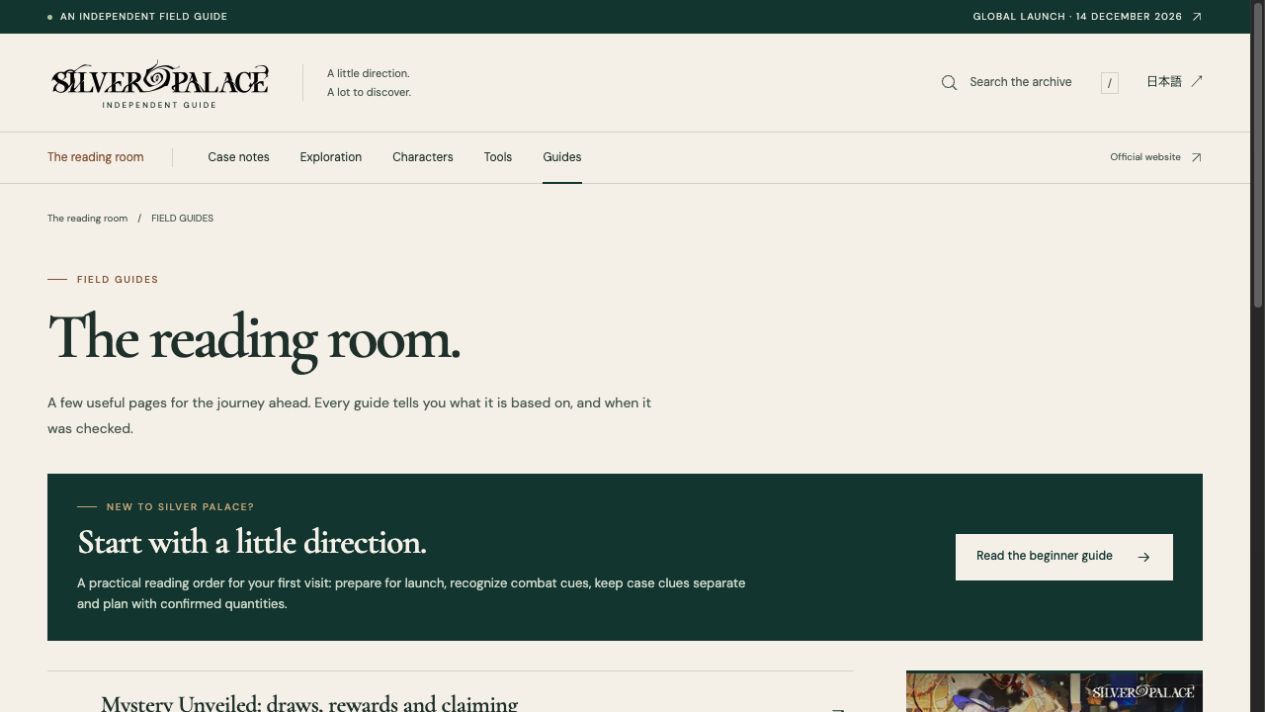 AN INDEPENDENT FIELD GUIDE
GLOBAL LAUNCH · 14 DECEMBER 2026
SILVER PALACE
INDEPENDENT GUIDE
A little direction.
A lot to discover.
Search the archive
/
日本語
The reading room
Case notes
Exploration
Characters
Tools
Guides
Official website
The reading room / FIELD GUIDES
FIELD GUIDES
The reading room.
A few useful pages for the journey ahead. Every guide tells you what it is based on, and when it
was checked.
NEW TO SILVER PALACE?
Start with a little direction.
A practical reading order for your first visit: prepare for launch, recognize combat cues, keep case clues separate
and plan with confirmed quantities.
Read the beginner guide
Mystery Unveiled: draws, rewards and claiming
SILVER PALACE